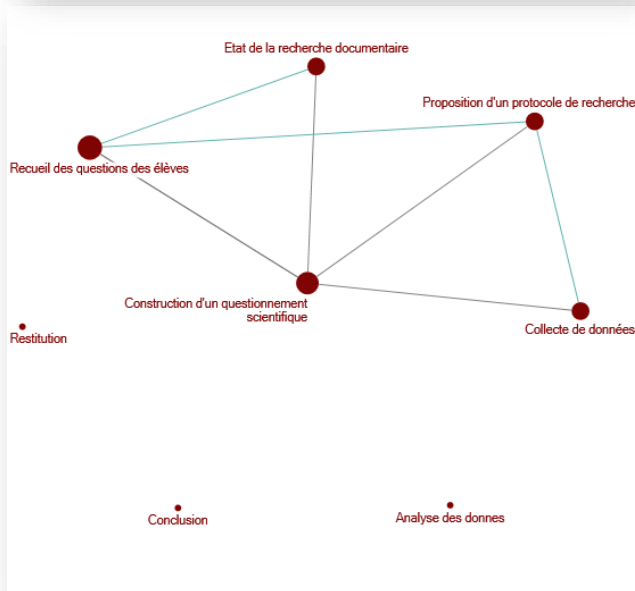 Etat de la recherche documentaire
Proposition d'un protocole de recherche
Recueil des questions des élèves
Construction d'un questionnement
scientifique
Collecte de données
Restitution
Conclusion
Analyse des donnes